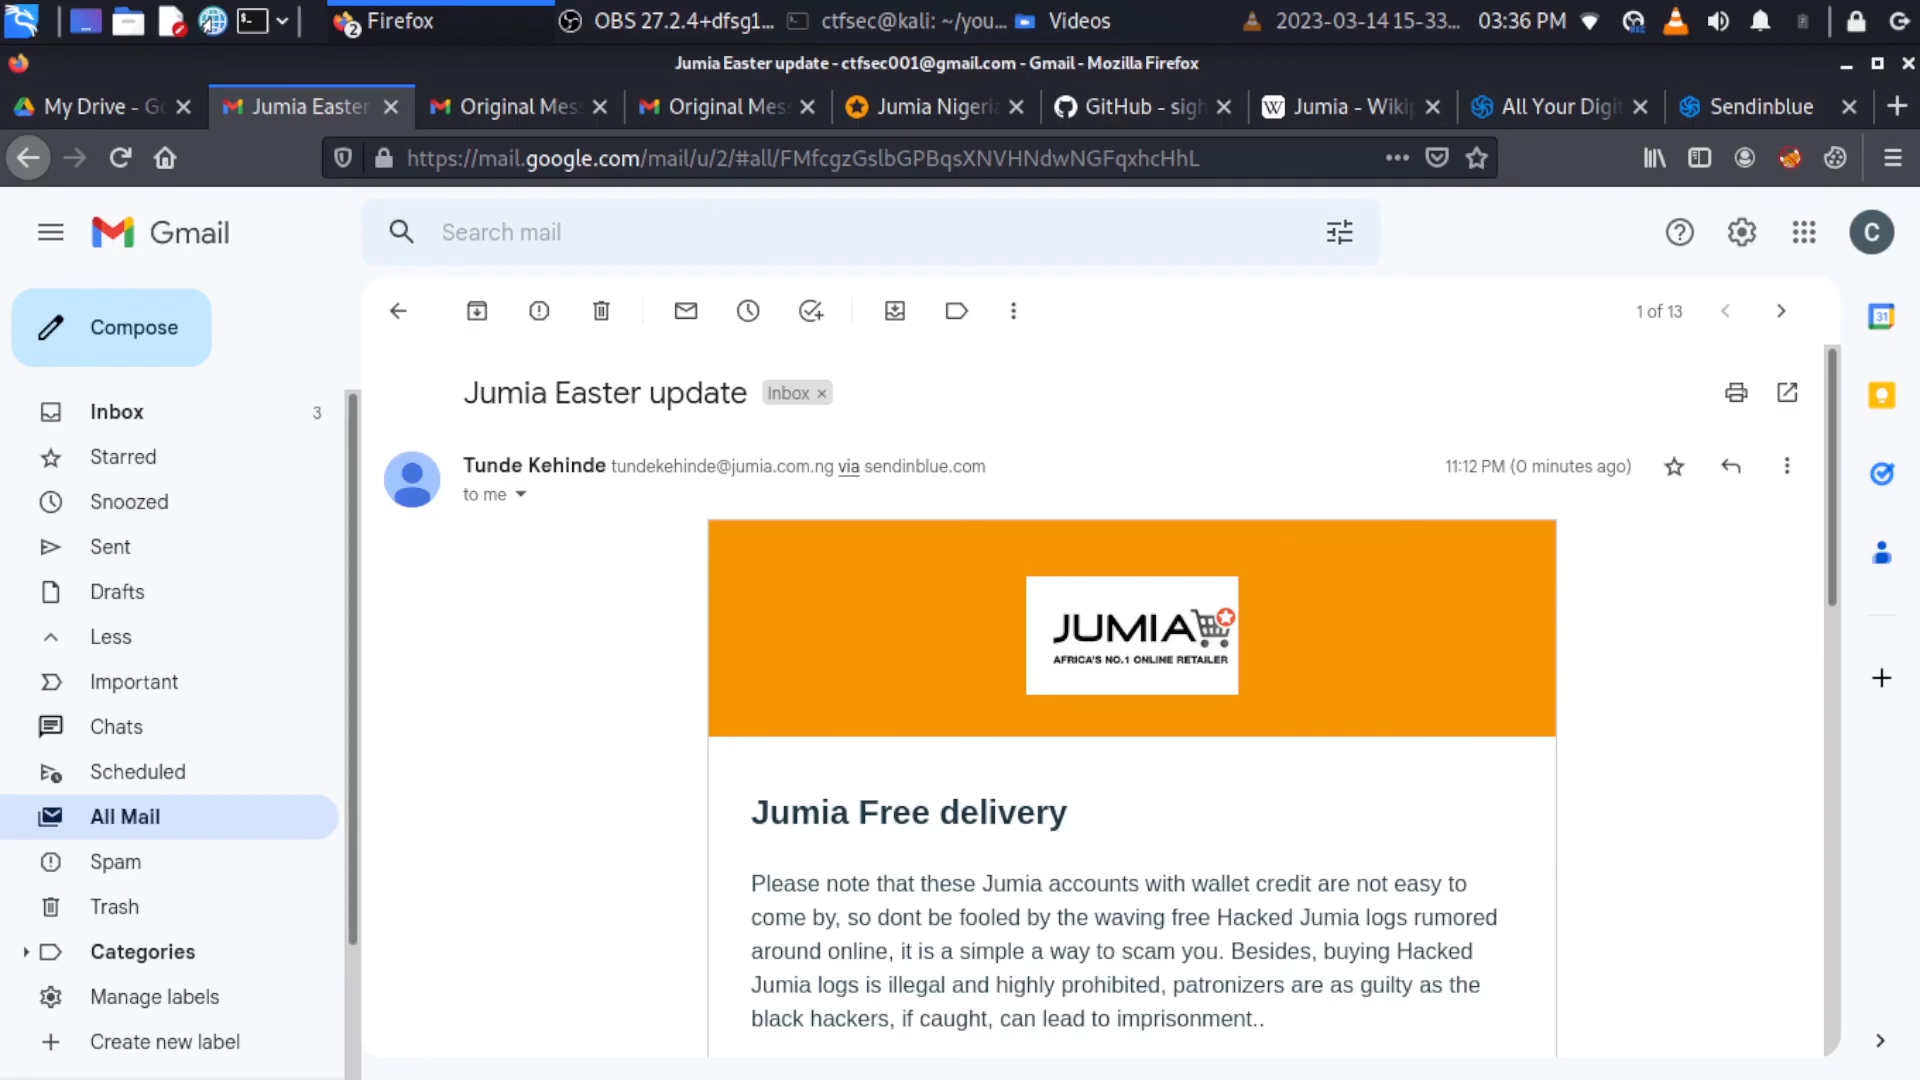 Firefox
2
OBS 27.2.4+dfsg1...
ctfsec@kali: ~/you...
Videos
2023-03-14 15-33...
03:36 PM
Jumia Easter update - ctfsec001@gmail.com - Gmail - Mozilla Firefox
My Drive - Go
Jumia Easter
Original Mes
Original Mes
Jumia Nigeria
GitHub - sigh
Jumia - Wikip
All Your Digit
Sendinblue
https://mail.google.com/mail/u/2/#all/FMfcgzGslbGPBqsXNVHNdwNGFqxhcHhL
Gmail
Search mail
C
Compose
1 of 13
31
Jumia Easter update
Inbox ×
Inbox 3
Starred
Snoozed
Sent
Drafts
Less
Important
Chats
Scheduled
All Mail
Spam
Trash
Categories
Manage labels
Create new label
Tunde Kehinde tundekehinde@jumia.com.ng via sendinblue.com
11:12 PM (0 minutes ago)
to me
JUMIA
AFRICA'S NO.1 ONLINE RETAILER
Jumia Free delivery
Please note that these Jumia accounts with wallet credit are not easy to
come by, so dont be fooled by the waving free Hacked Jumia logs rumored
around online, it is a simple a way to scam you. Besides, buying Hacked
Jumia logs is illegal and highly prohibited, patronizers are as guilty as the
black hackers, if caught, can lead to imprisonment..